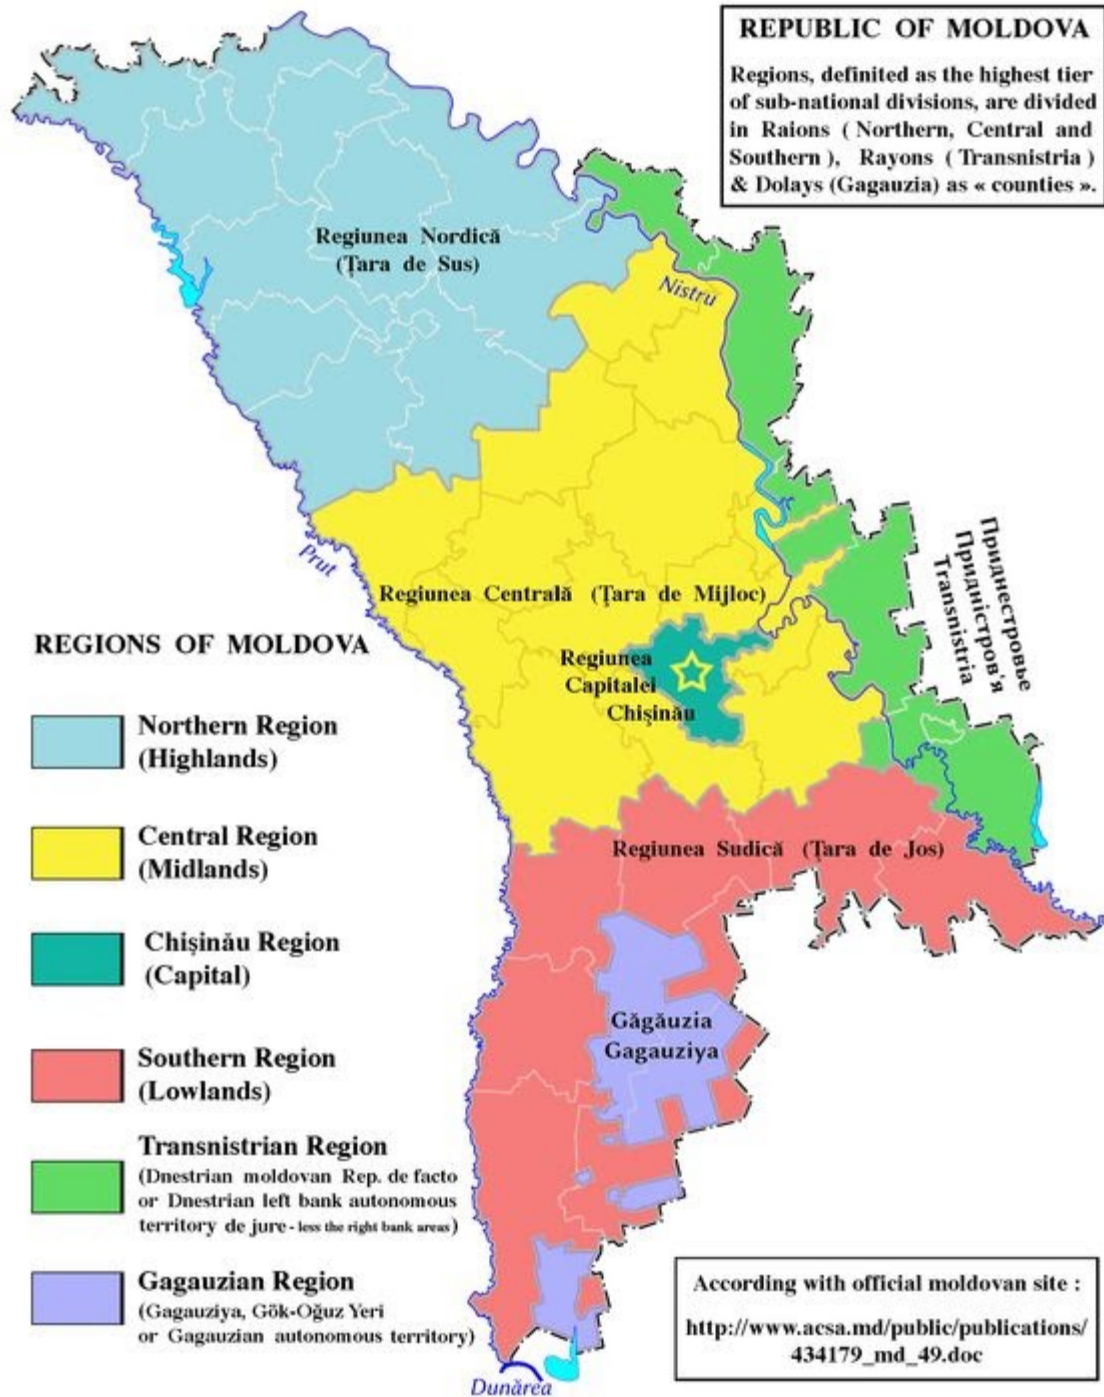 REPUBLIC OF MOLDOVA
Regions, definited as the highest tier
of sub-national divisions, are divided
in Raions ( Northern, Central and
Southern ), Rayons ( Transnistria )
& Dolays (Gagauzia) as « counties ».
Regiunea Nordică
(Ţara de Sus)
Nistru
Prut
Regiunea Centrală (Ţara de Mijloc)
Regiunea
Capitalei
Chişinău
Приднестровье
Придністров'я
Transnistria
Regiunea Sudică (Ţara de Jos)
Găgăuzia
Gagauziya
Dunărea
REGIONS OF MOLDOVA
Northern Region
(Highlands)
Central Region
(Midlands)
Chișinău Region
(Capital)
Southern Region
(Lowlands)
Transnistrian Region
(Dnestrian moldovan Rep. de facto
or Dnestrian left bank autonomous
territory de jure - less the right bank areas)
Gagauzian Region
(Gagauziya, Gök-Oğuz Yeri
or Gagauzian autonomous territory)
According with official moldovan site :
http://www.acsa.md/public/publications/
434179_md_49.doc